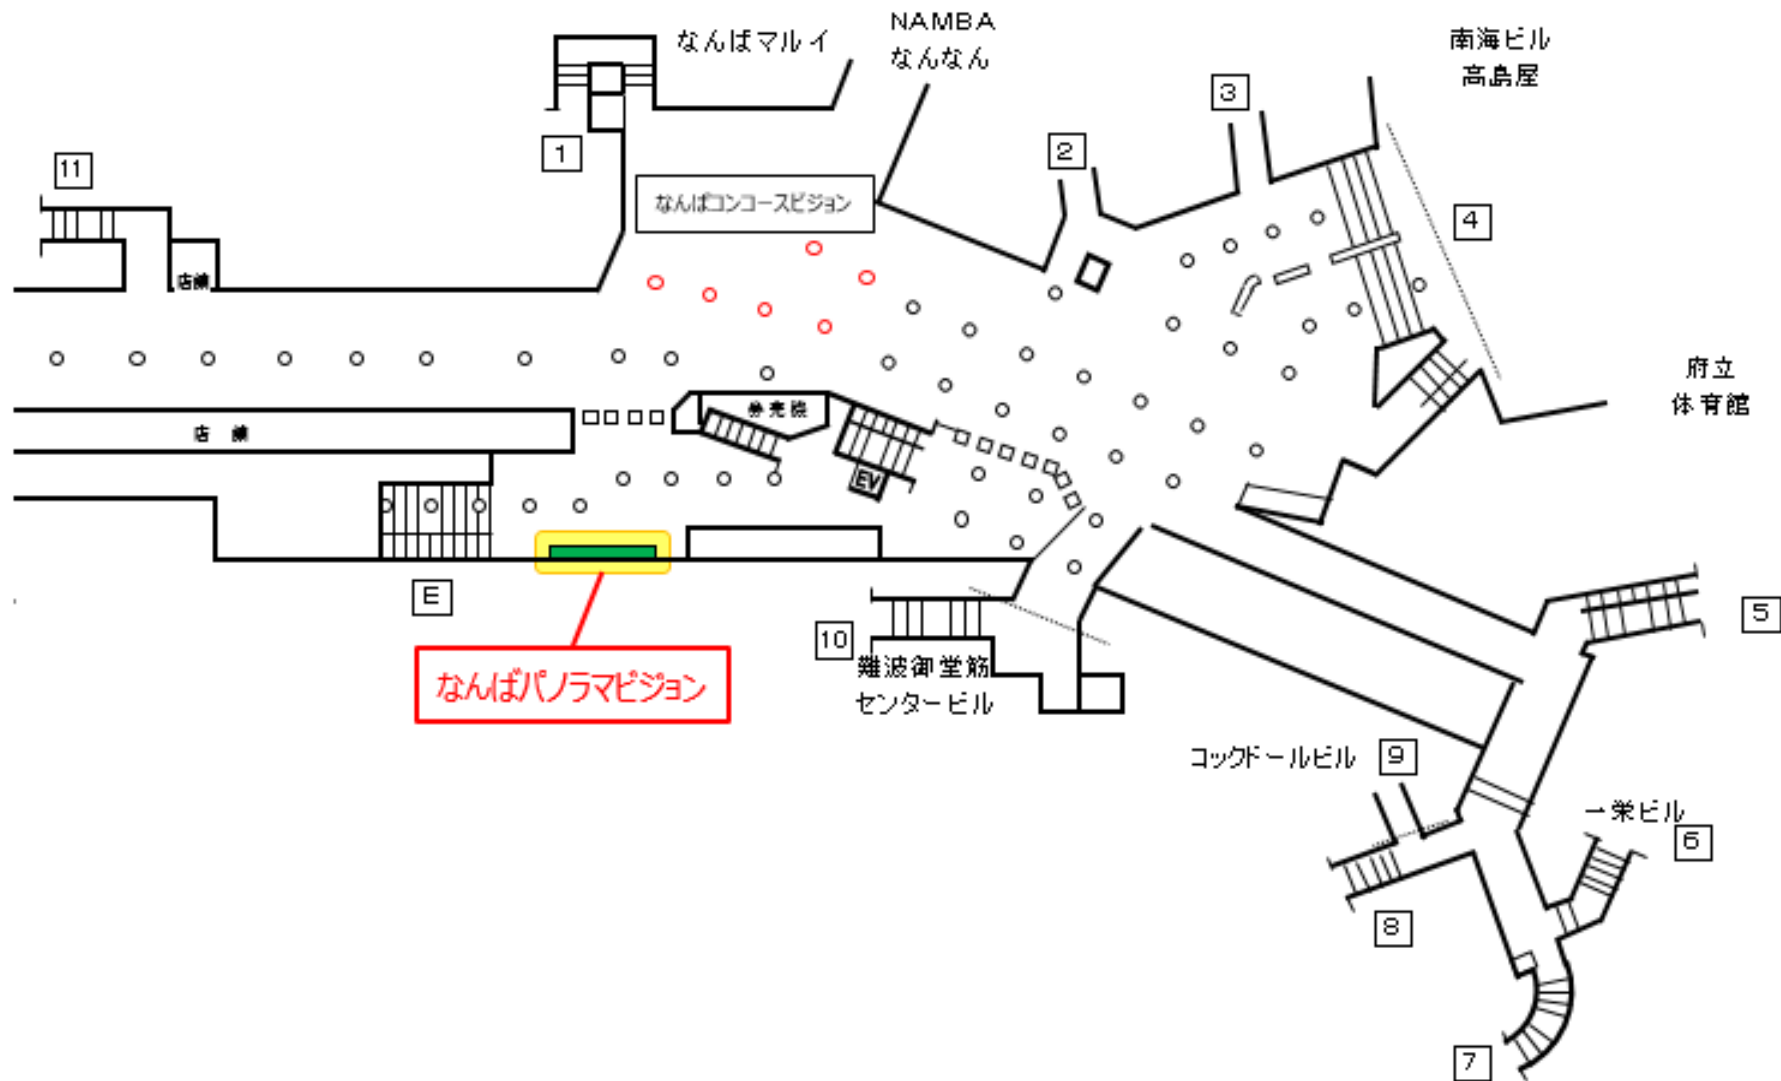 なんばマルイ
NAMBA
なんなん
南海ビル
高島屋
3
1
2
11
なんばコンコースビジョン
4
店舗
府立
体育館
券売機
店舗
EV
E
5
10
難波御堂筋
センタービル
なんばパノラマビジョン
コックドールビル
9
一栄ビル
6
8
7